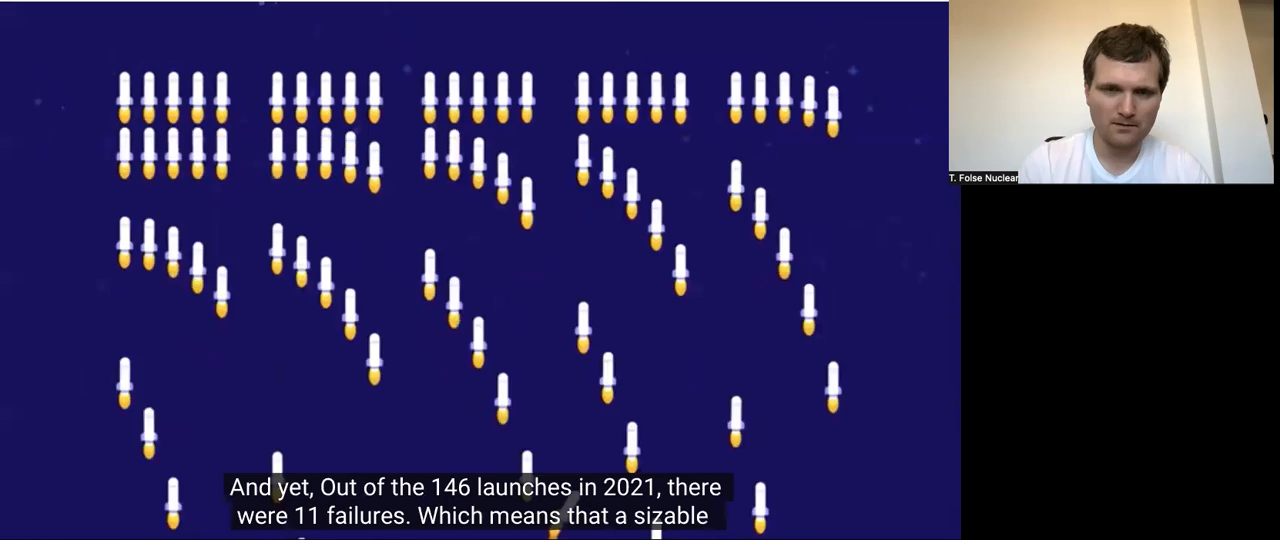 T. Folse Nuclear
And yet, Out of the 146 launches in 2021, there
were 11 failures. Which means that a sizable